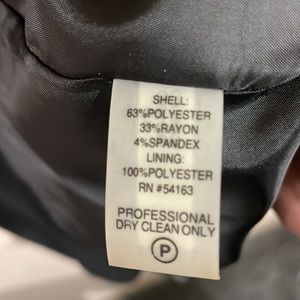 SHELL:
63%POLYESTER
33%RAYON
4%SPANDEX
LINING:
100%POLYESTER
RN #54163
PROFESSIONAL
DRY CLEAN ONLY
P